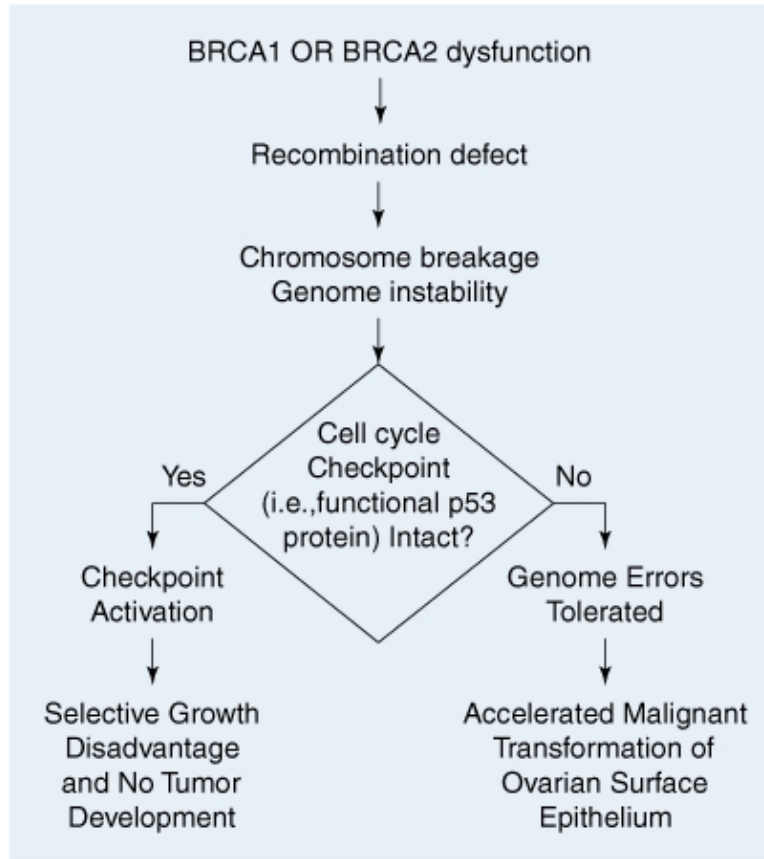 BRCA1 OR BRCA2 dysfunction
Recombination defect
Chromosome breakage
Genome instability
Cell cycle
Checkpoint
(i.e.,functional p53
protein) Intact?
Yes
No
Checkpoint
Activation
Genome Errors
Tolerated
Selective Growth
Disadvantage
and No Tumor
Development
Accelerated Malignant
Transformation of
Ovarian Surface
Epithelium